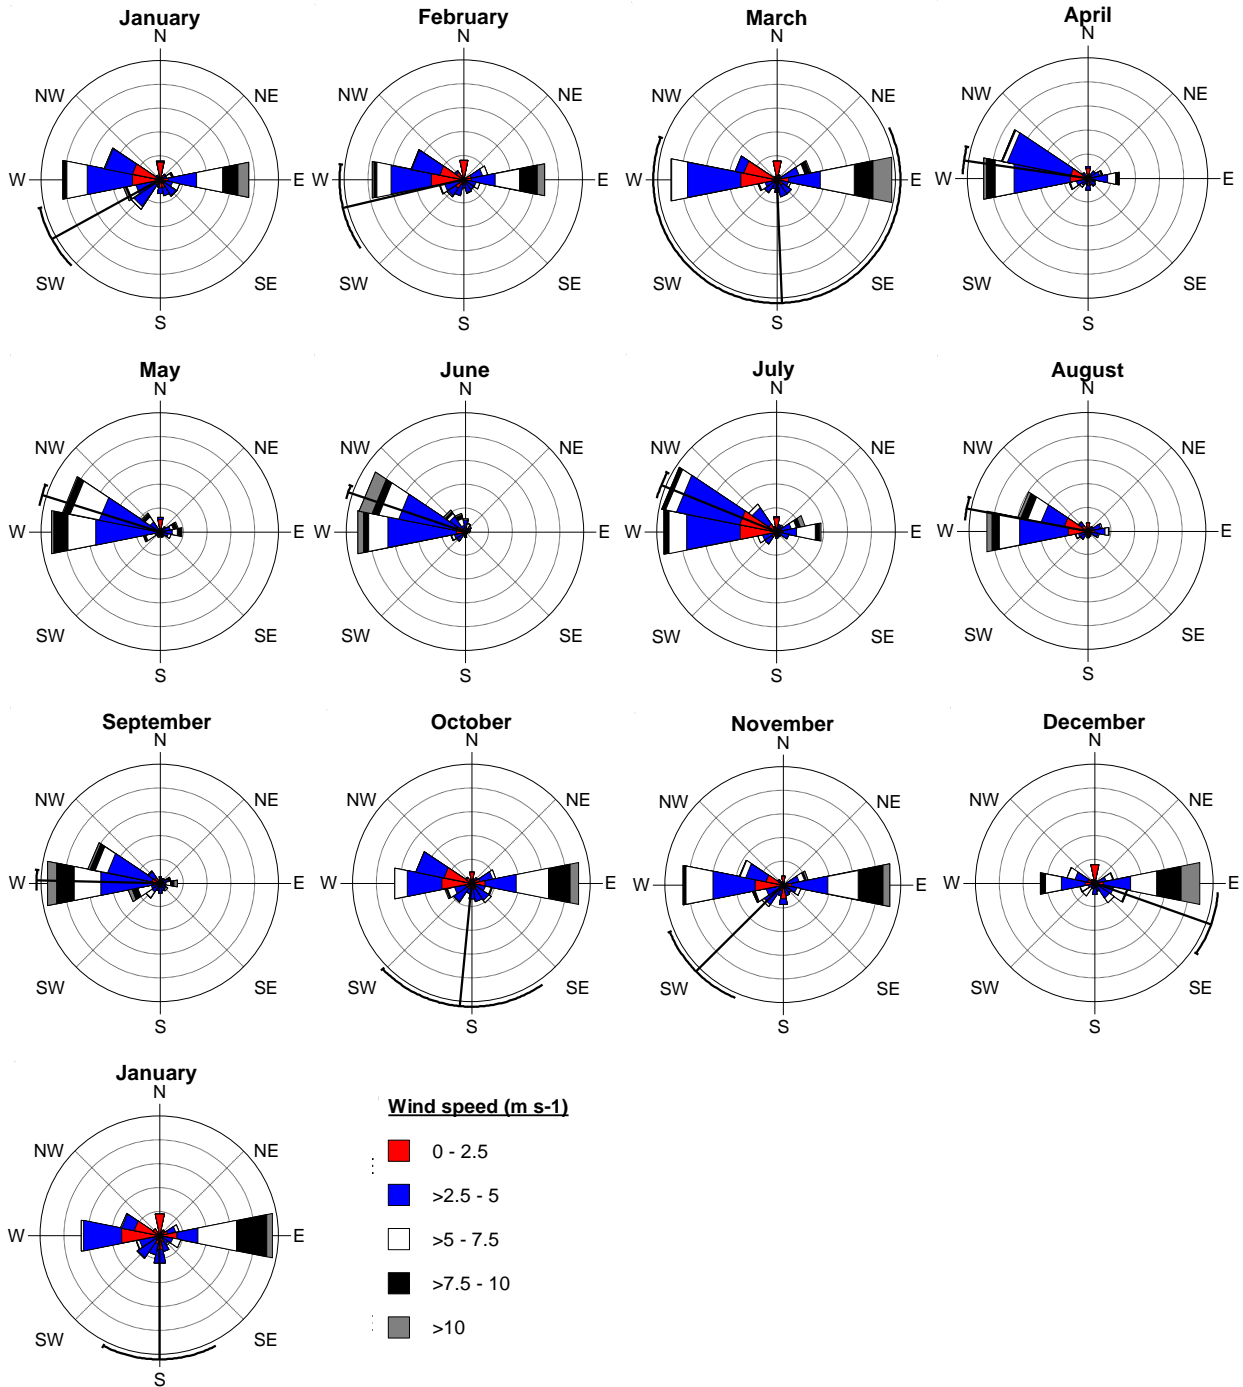 January
February
March
April
N
N
N
N
NW
NE
NW
NE
NW
NE
NW
NE
W
E
W
E
W
E
W
E
SW
SE
SW
SE
SW
SE
SW
SE
S
S
S
S
May
June
July
August
N
N
N
N
NW
NE
NW
NE
NW
NE
NW
NE
W
E
W
E
W
E
W
E
SW
SE
SW
SE
SW
SE
SW
SE
S
S
S
S
September
October
November
December
N
N
N
N
NW
NE
NW
NE
NW
NE
NW
NE
W
E
W
E
W
E
W
E
SW
SE
SW
SE
SW
SE
SW
SE
S
S
S
S
January
N
NW
NE
W
E
SW
SE
S
Wind speed (m s-1)
0 - 2.5
>2.5 - 5
>5 - 7.5
>7.5 - 10
>10